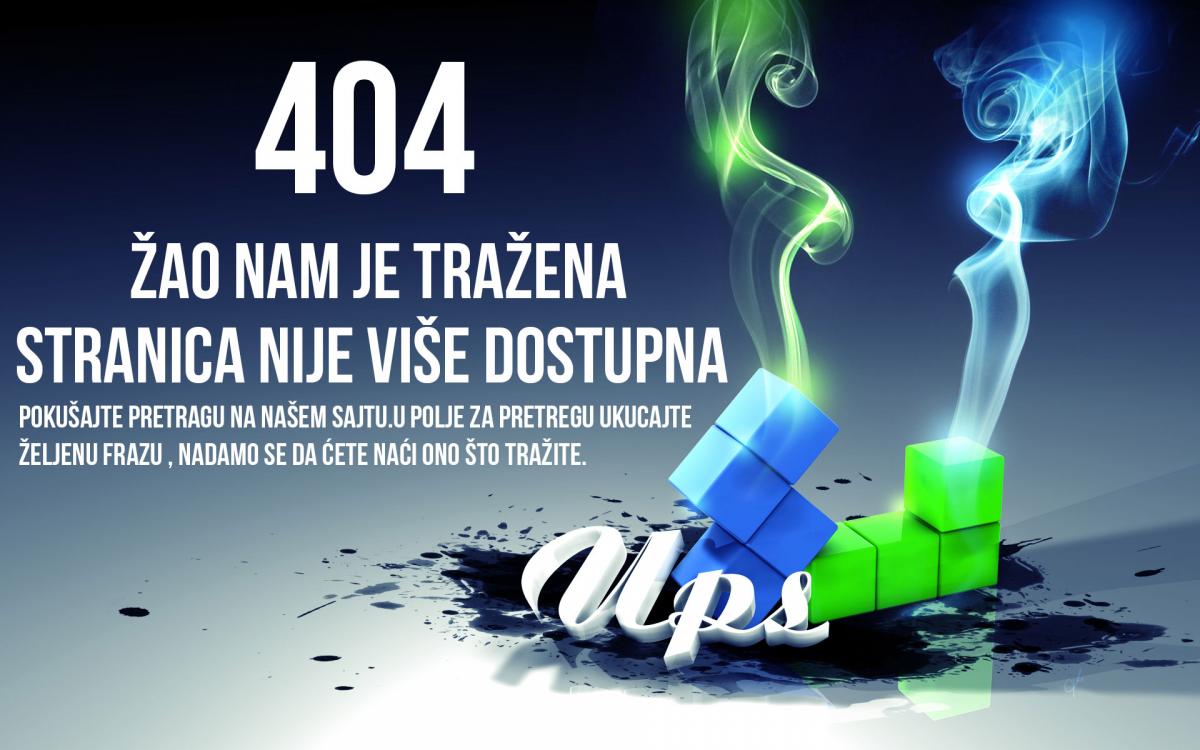 404
ŽAO NAM JE TRAŽENA
STRANICA NIJE VIŠE DOSTUPNA
POKUŠAJTE PRETRAGU NA NAŠEM SAJTU.U POLJE ZA PRETREGU UKUCAJTE
ŽELJENU FRAZU , NADAMO SE DA ĆETE NAĆI ONO ŠTO TRAŽITE.
Ups